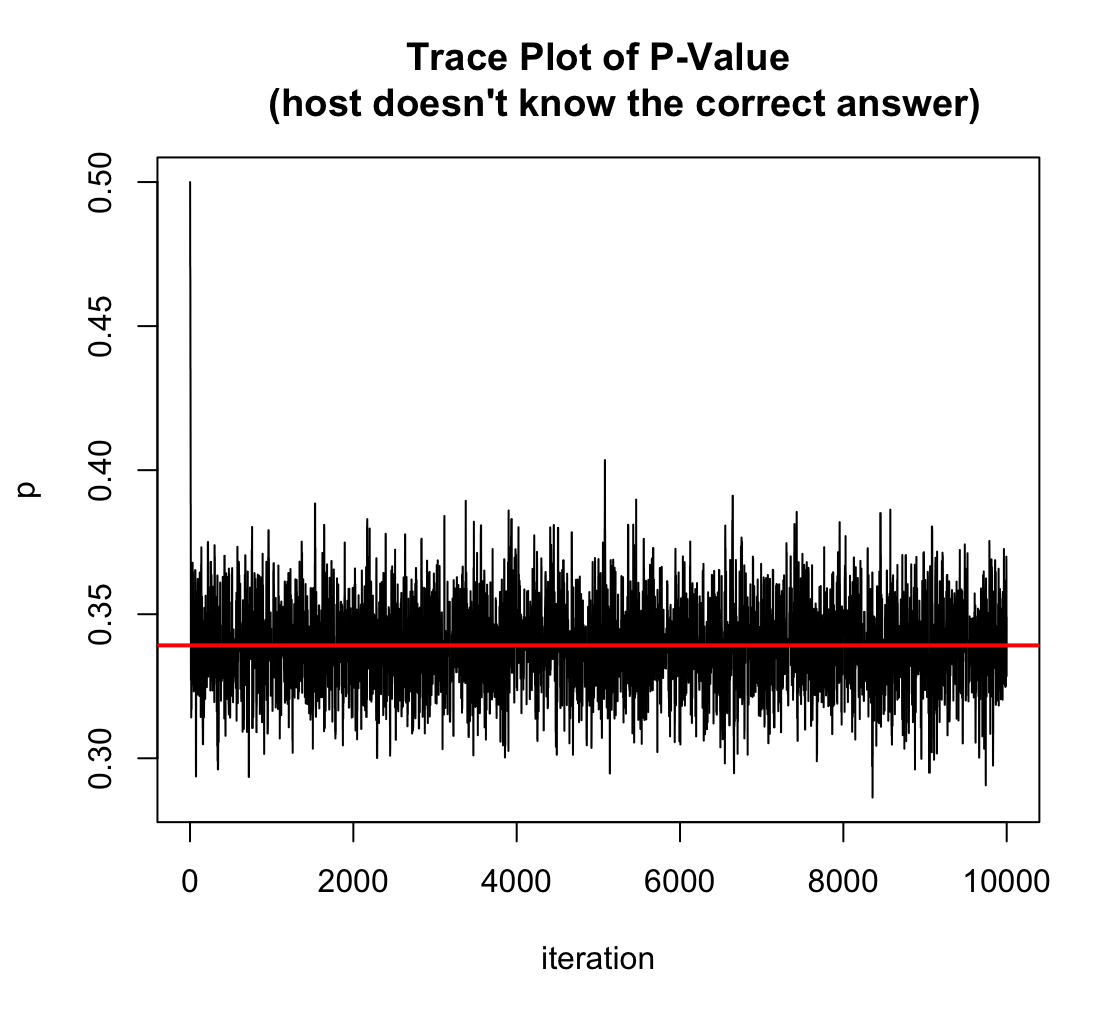 Trace Plot of P-Value
(host doesn't know the correct answer)
0.50
0.45
0.40
0.35
0.30
p
0 2000 4000 6000 8000 10000
iteration